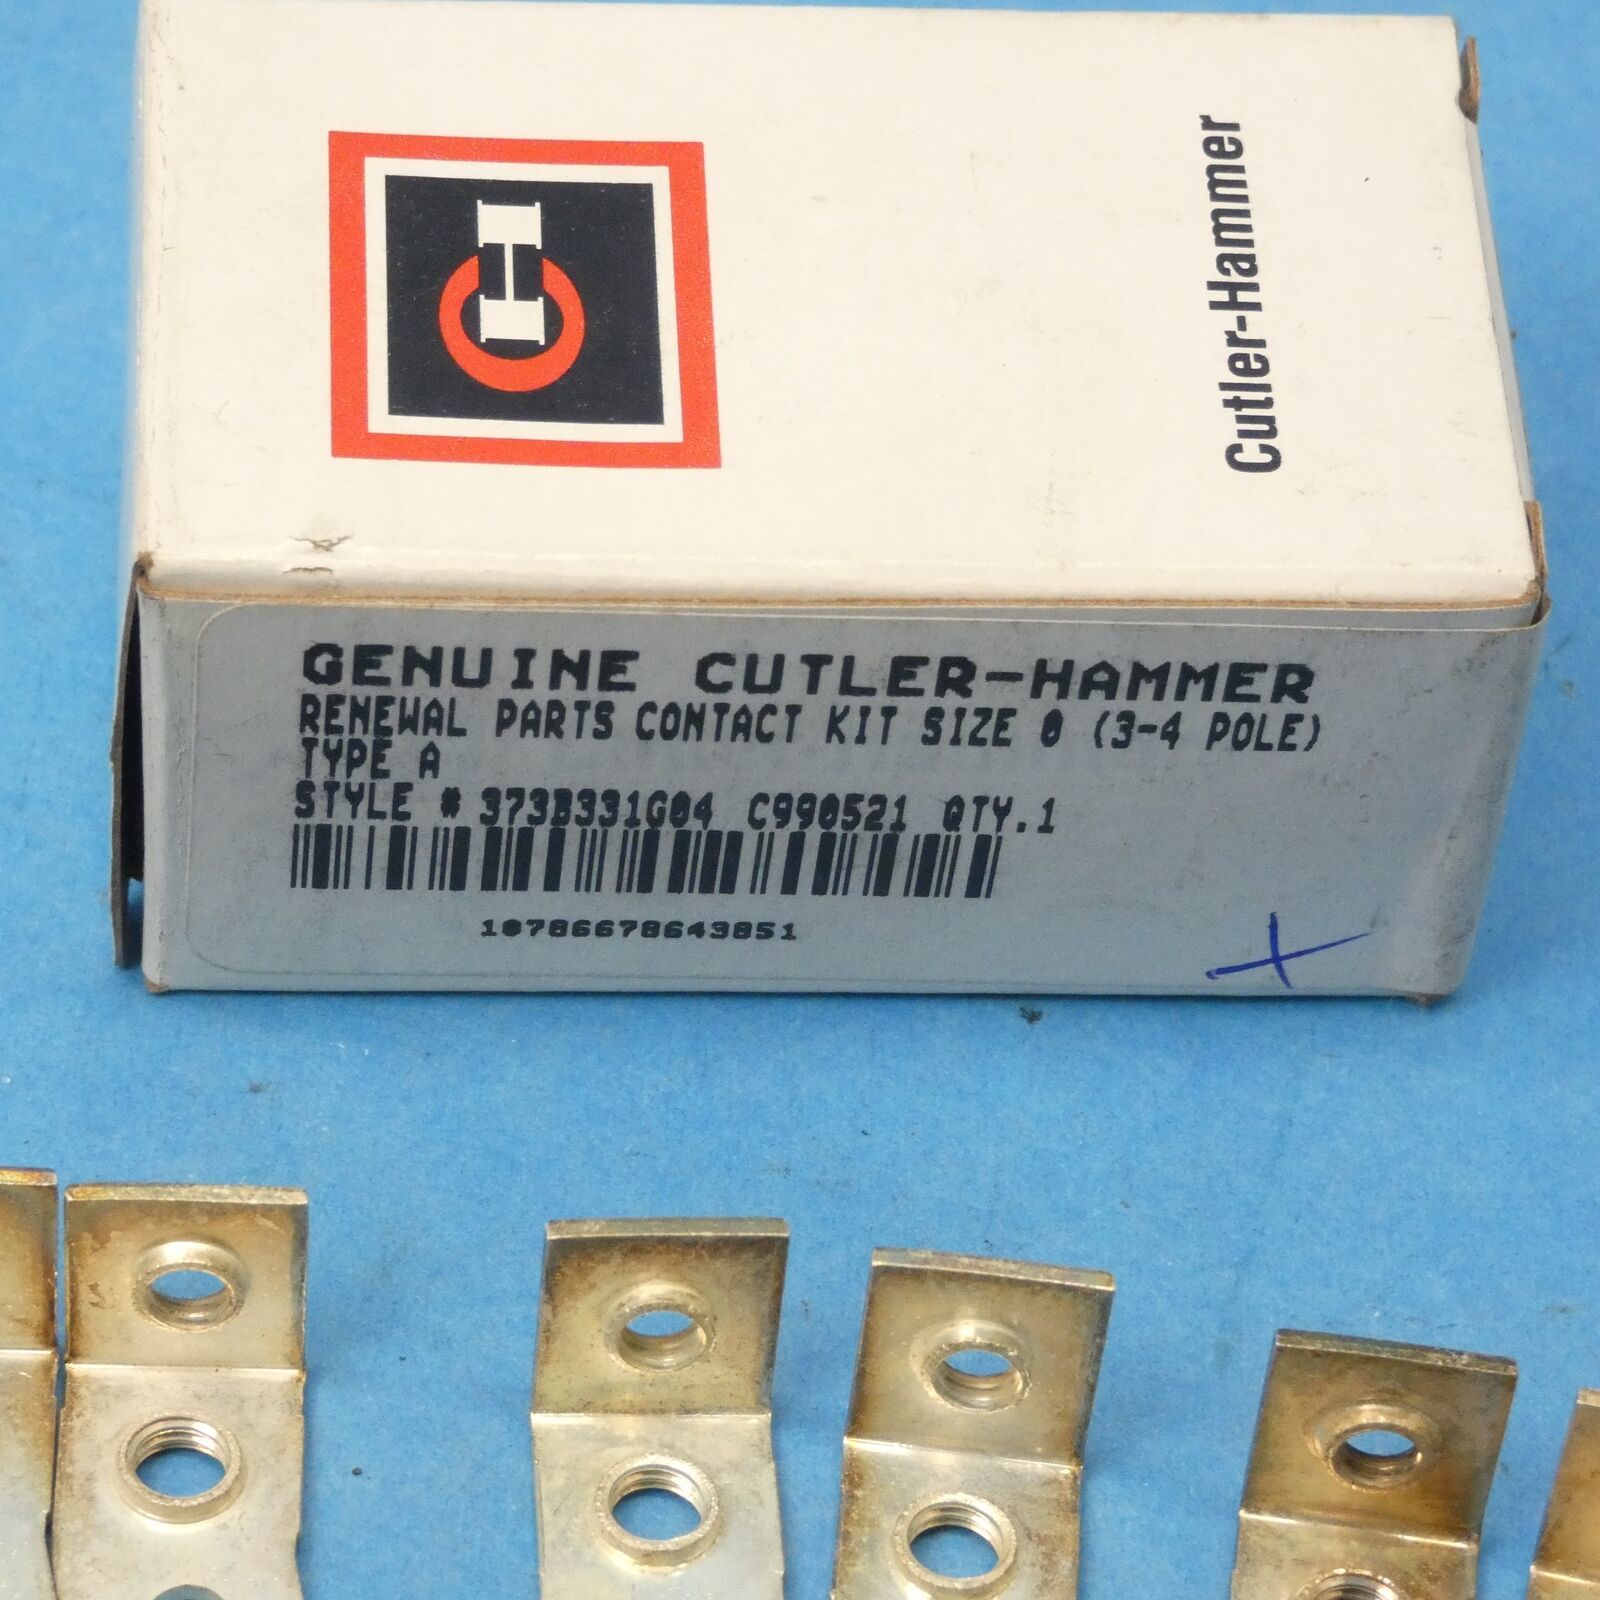 Cutler-Hammer
GENUINE CUTLER-HAMMER
RENEWAL PARTS CONTACT KIT SIZE 0 (3-4 POLE)
TYPE A
STYLE # 373B331G04 C990521 QTY.1
10786678643851